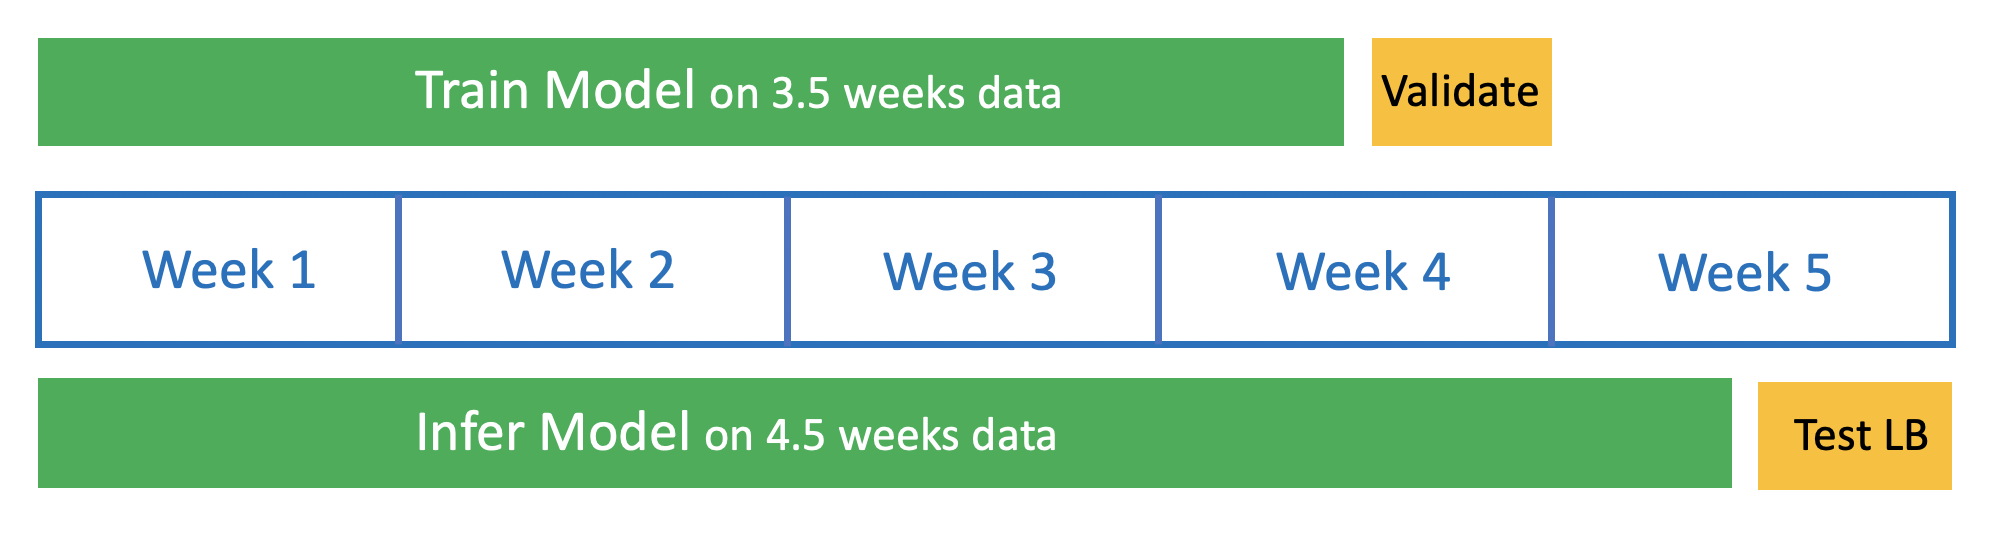 Train Model on 3.5 weeks data
Validate
Week 1
Week 2
Week 3
Week 4
Week 5
Infer Model on 4.5 weeks data
Test LB